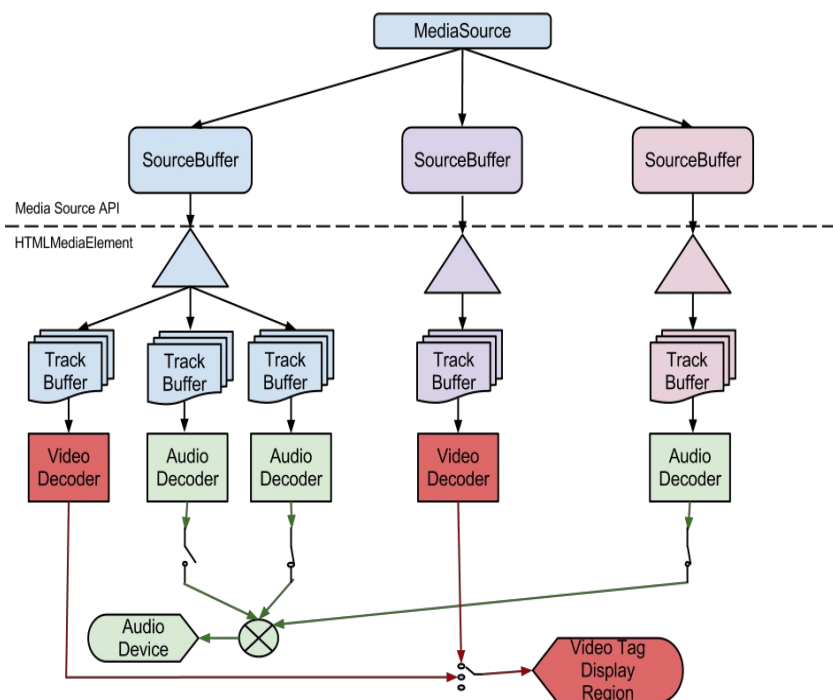 MediaSource
SourceBuffer
SourceBuffer
SourceBuffer
Media Source API
HTMLMediaElement
Track
Buffer
Track
Buffer
Track
Buffer
Track
Buffer
Track
Buffer
Video
Decoder
Audio
Decoder
Audio
Decoder
Video
Decoder
Audio
Decoder
Audio
Device
Video Tag
Display
Region